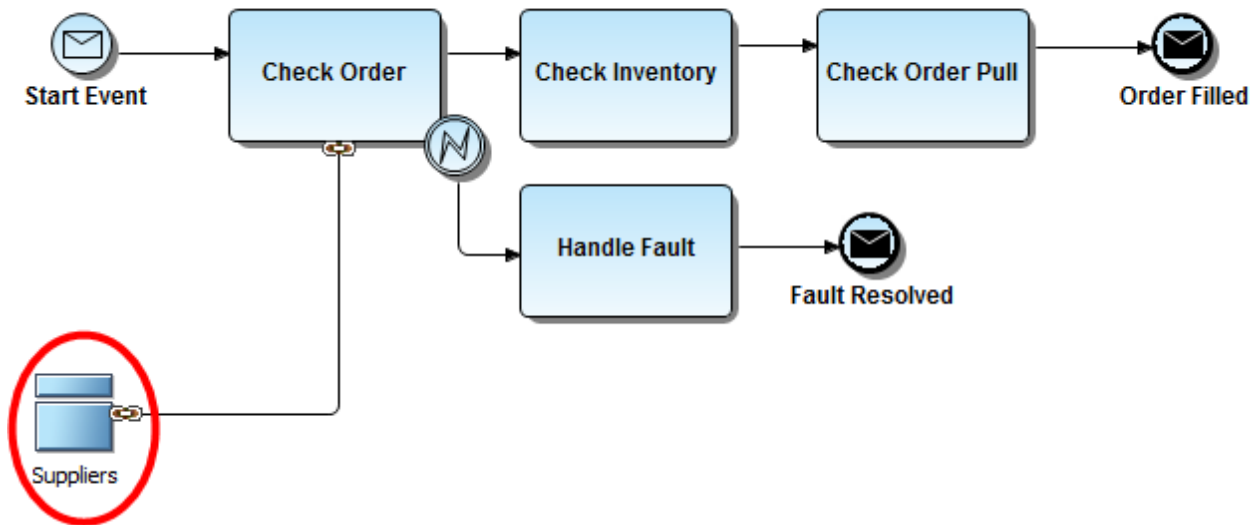 Start Event
Check Order
Check Inventory
Check Order Pull
Order Filled
Handle Fault
Fault Resolved
Suppliers